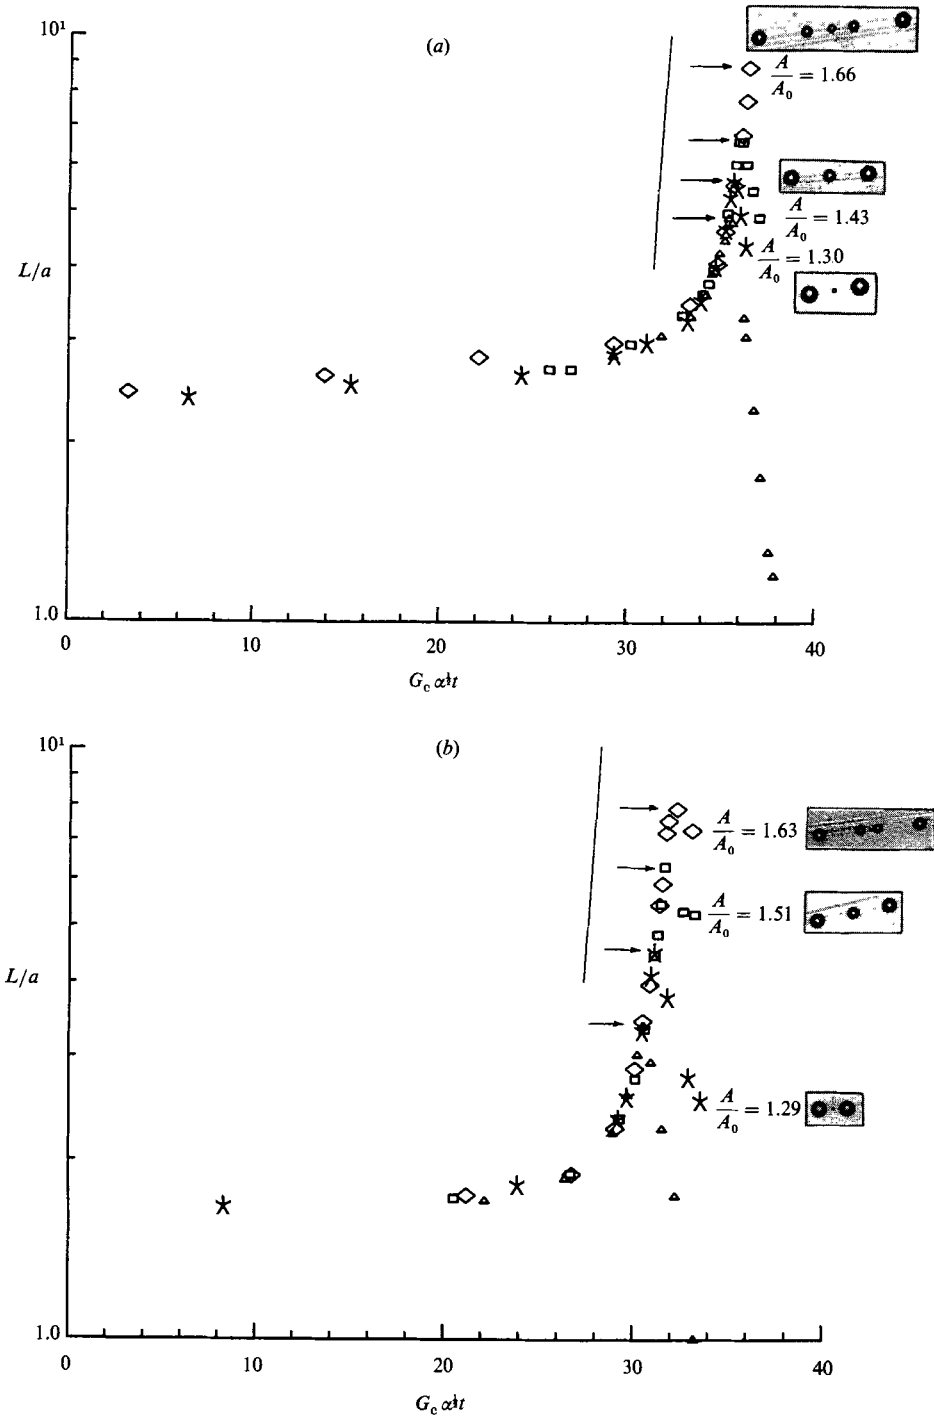 10¹
(a)
A/A₀ = 1.66
A/A₀ = 1.43
A/A₀ = 1.30
L/a
1.0
0 10 20 30 40
G_c α^½ t
10¹
(b)
A/A₀ = 1.63
A/A₀ = 1.51
L/a
A/A₀ = 1.29
1.0
0 10 20 30 40
G_c α^½ t